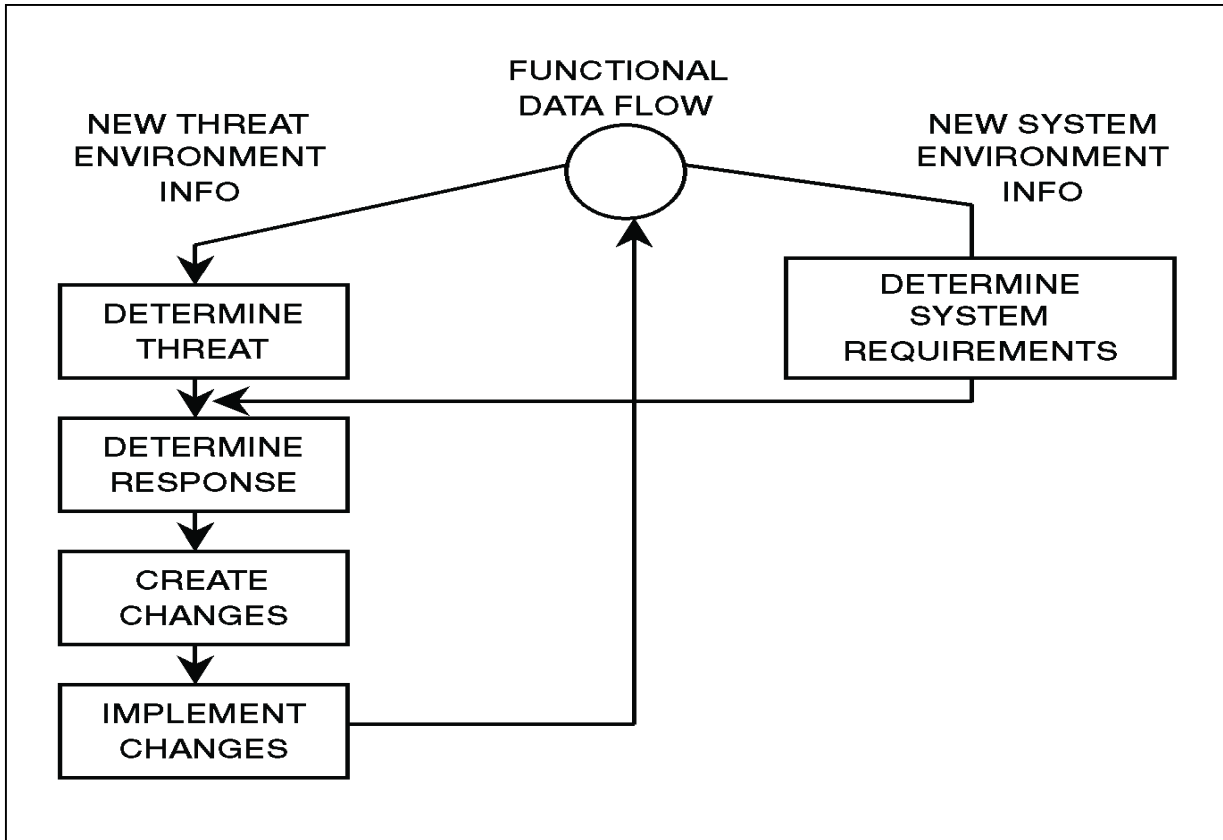 FUNCTIONAL
DATA FLOW
NEW THREAT
ENVIRONMENT
INFO
NEW SYSTEM
ENVIRONMENT
INFO
DETERMINE
THREAT
DETERMINE
SYSTEM
REQUIREMENTS
DETERMINE
RESPONSE
CREATE
CHANGES
IMPLEMENT
CHANGES